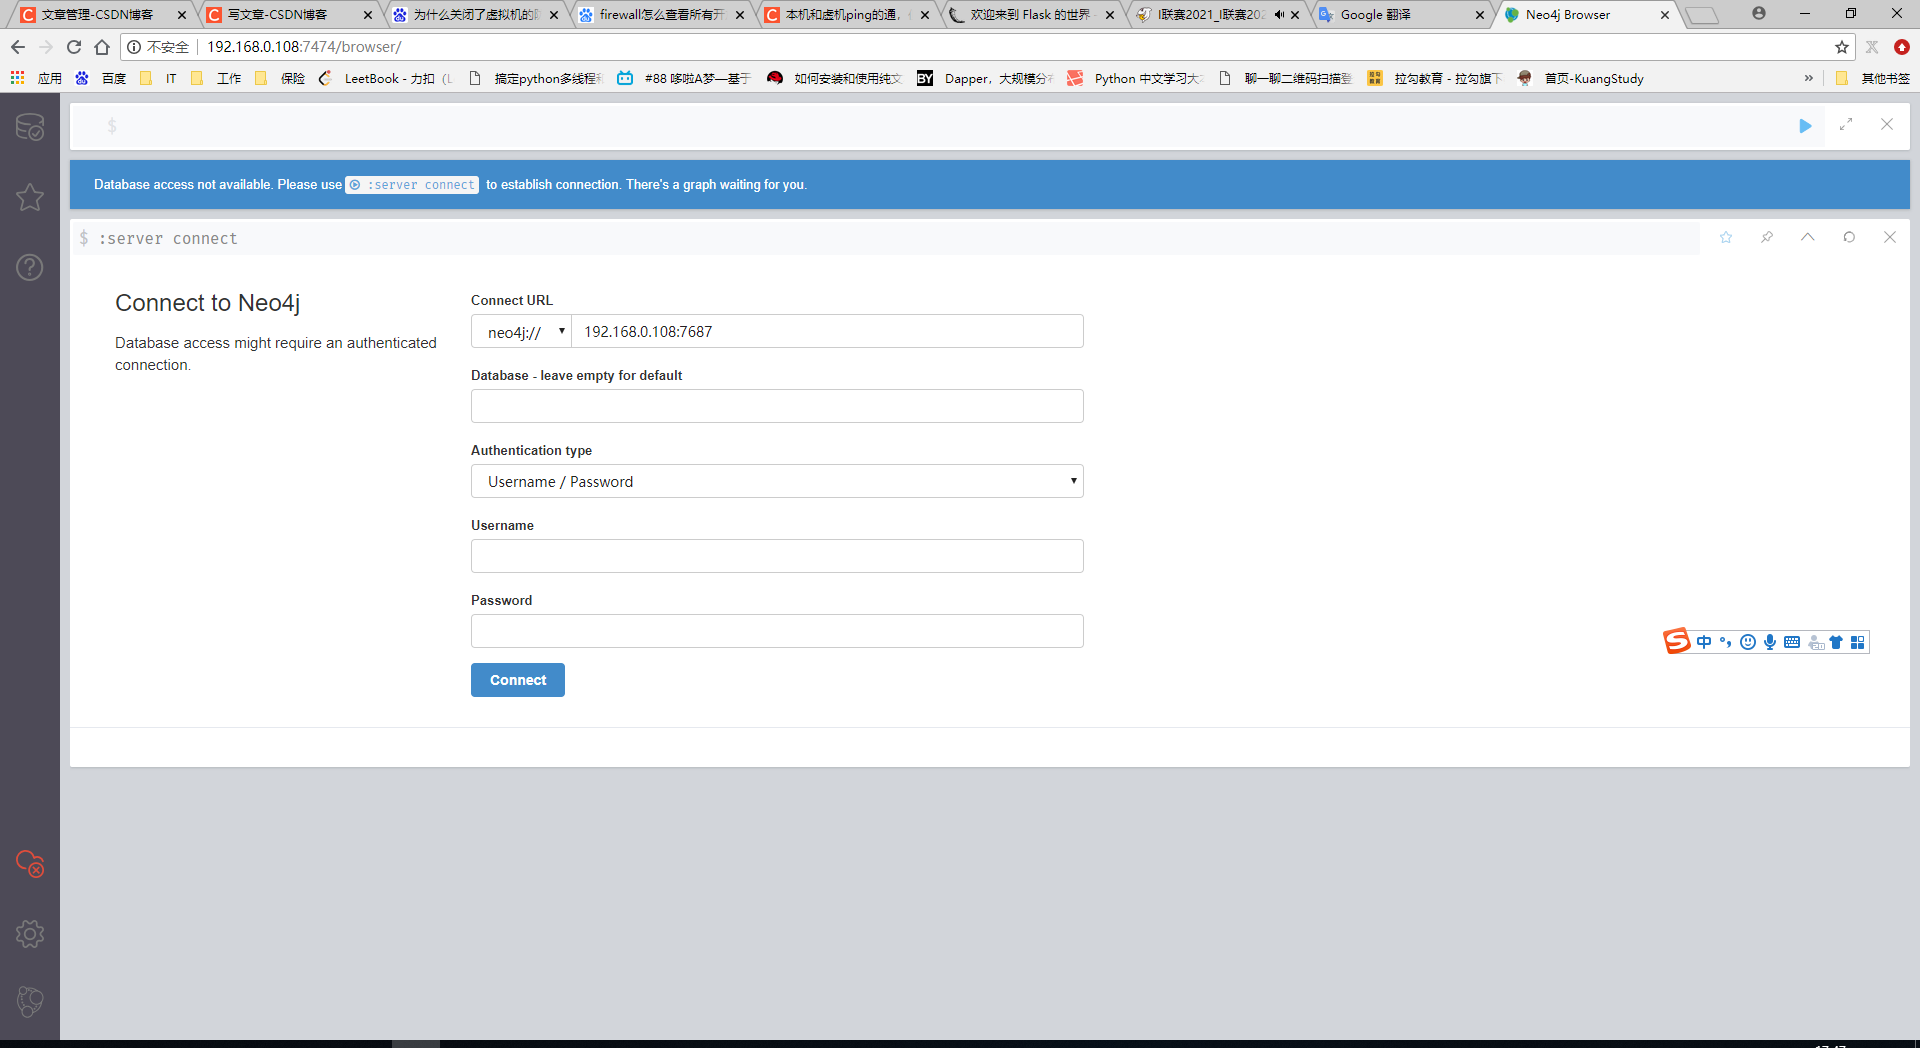 文章管理-CSDN博客
写文章-CSDN博客
为什么关闭了虚拟机的
firewall怎么查看所有开
本机和虚机ping的通,
欢迎来到 Flask 的世界
I联赛2021_I联赛202
Google 翻译
Neo4j Browser
不安全 192.168.0.108:7474/browser/
应用
百度
IT
工作
保险
LeetBook - 力扣 (L
搞定python多线程
#88 哆啦A梦—基于
如何安装和使用纯文
BY Dapper, 大规模分
Python 中文学习大
聊一聊二维码扫描登
拉勾教育 - 拉勾旗下
首页-KuangStudy
»
其他书签
$
Database access not available. Please use :server connect to establish connection. There's a graph waiting for you.
$ :server connect
Connect to Neo4j
Database access might require an authenticated
connection.
Connect URL
neo4j:// 192.168.0.108:7687
Database - leave empty for default
Authentication type
Username / Password
Username
Password
Connect
中